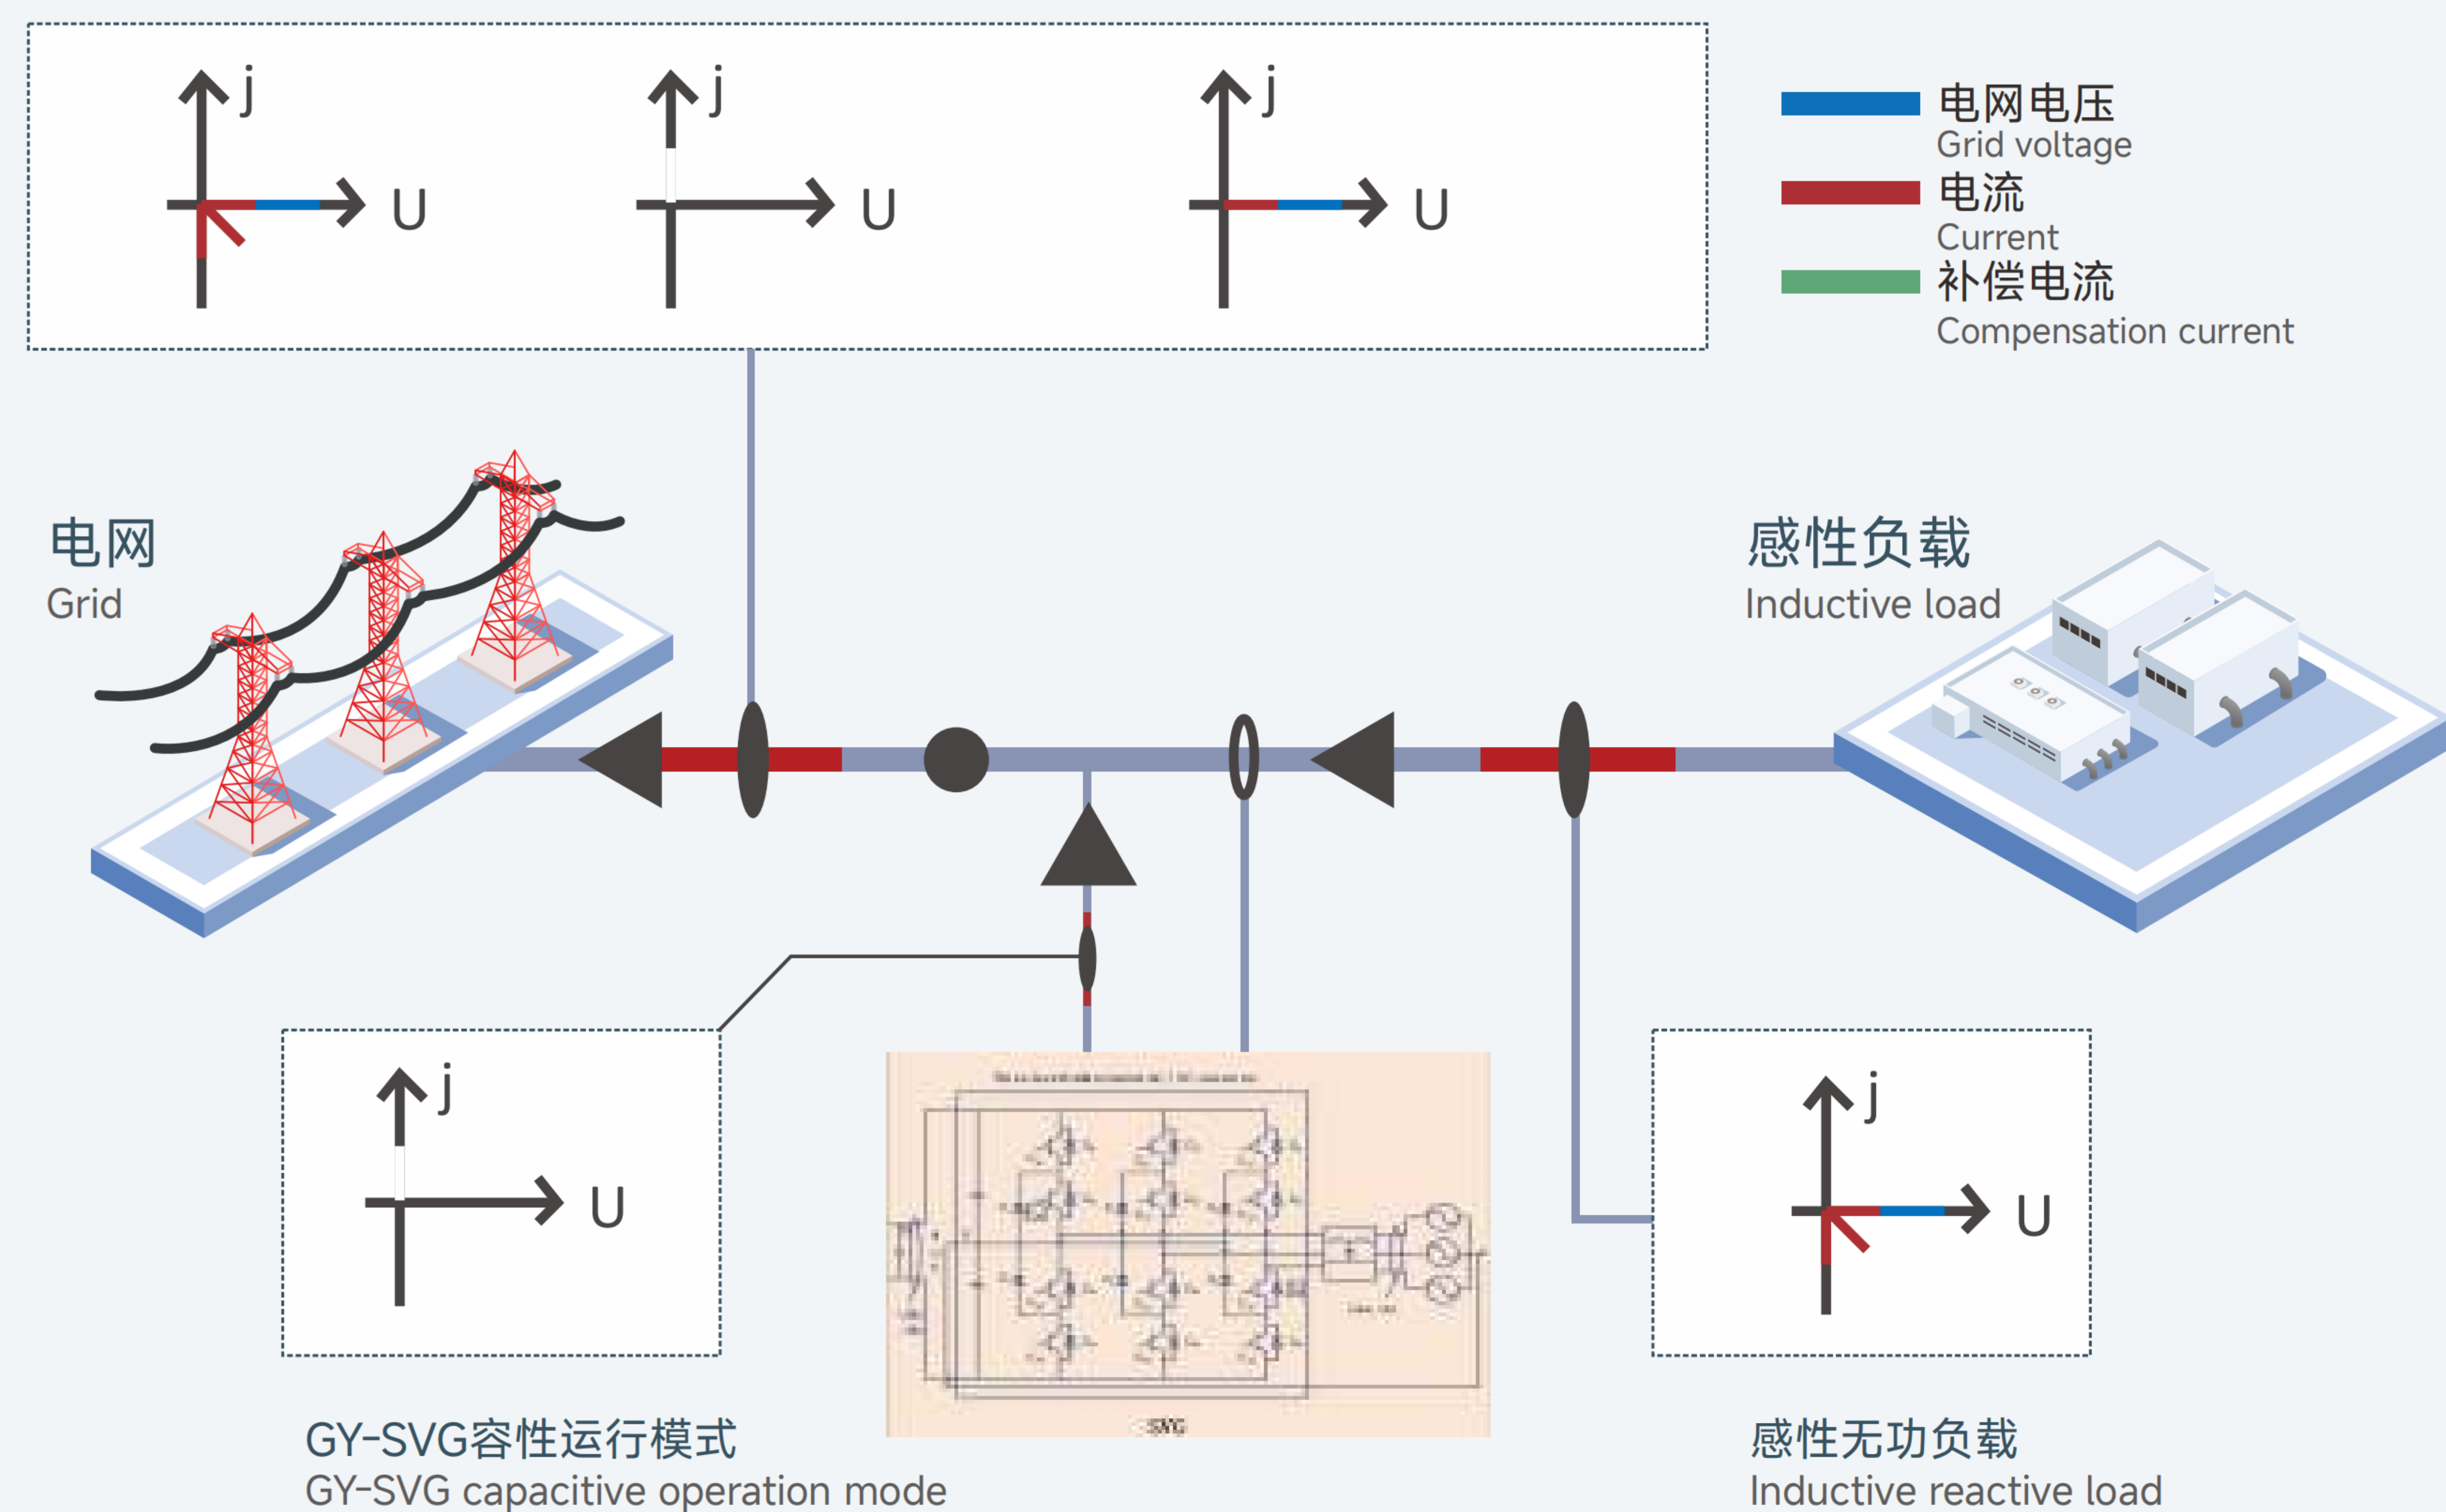 j
U
j
U
j
U
电网电压
Grid voltage
电流
Current
补偿电流
Compensation current
电网
Grid
感性负载
Inductive load
j
U
SVG
j
U
GY-SVG容性运行模式
GY-SVG capacitive operation mode
感性无功负载
Inductive reactive load